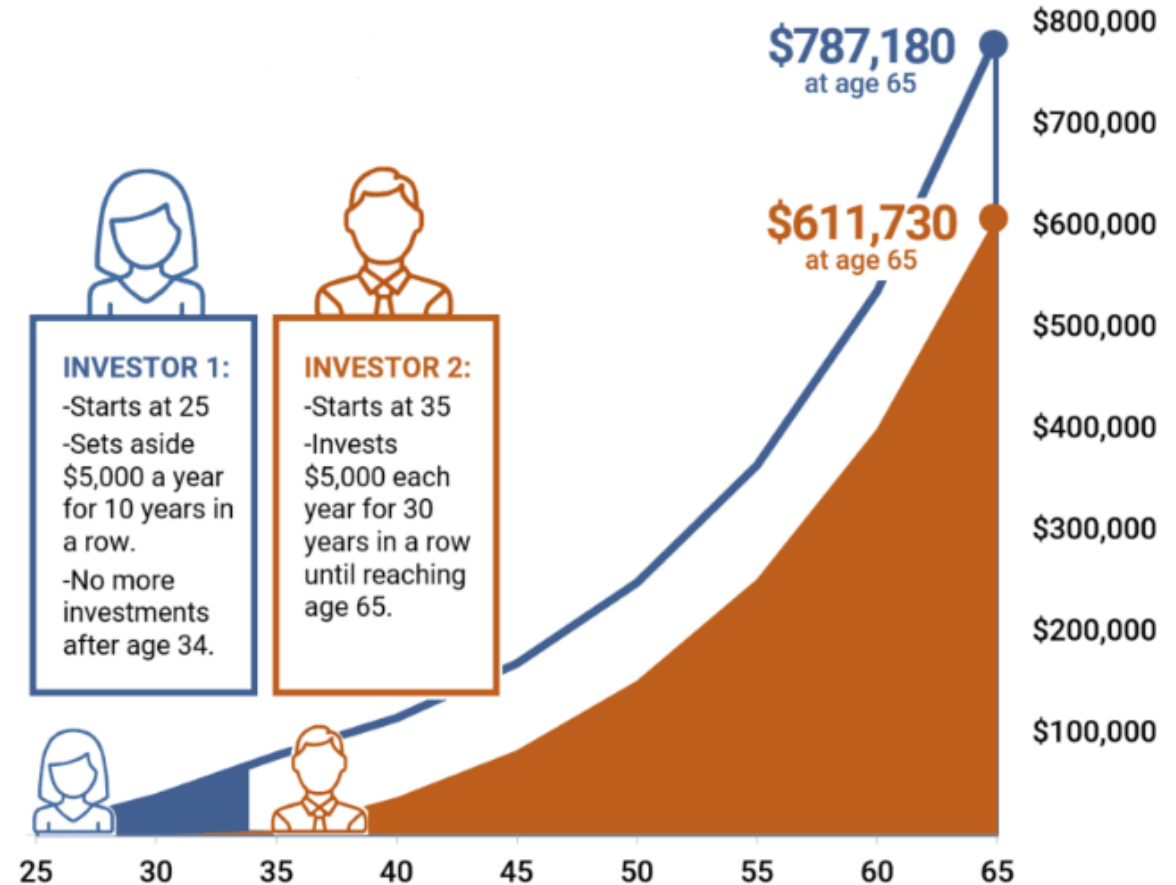 $787,180
at age 65
$611,730
at age 65
$800,000
$700,000
$600,000
$500,000
$400,000
$300,000
$200,000
$100,000
INVESTOR 1:
-Starts at 25
-Sets aside
$5,000 a year
for 10 years in
a row.
-No more
investments
after age 34.
INVESTOR 2:
-Starts at 35
-Invests
$5,000 each
year for 30
years in a row
until reaching
age 65.
25 30 35 40 45 50 55 60 65